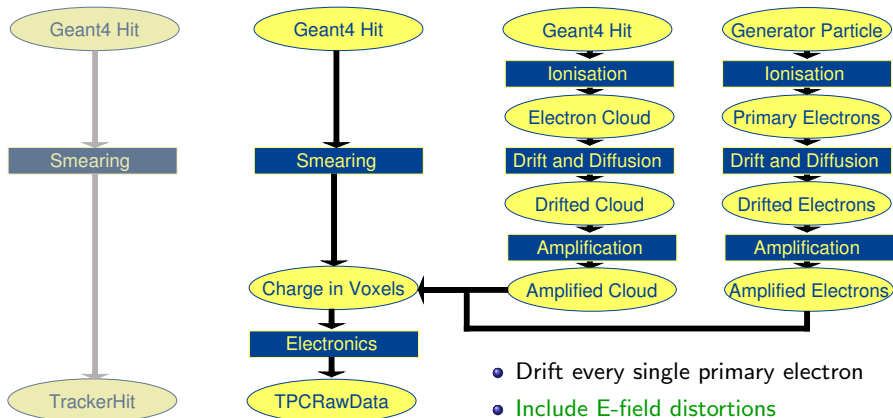 Geant4 Hit
Smearing
TrackerHit
Geant4 Hit
Smearing
Charge in Voxels
Electronics
TPCRawData
Geant4 Hit
Ionisation
Electron Cloud
Drift and Diffusion
Drifted Cloud
Amplification
Amplified Cloud
Generator Particle
Ionisation
Primary Electrons
Drift and Diffusion
Drifted Electrons
Amplification
Amplified Electrons
Drift every single primary electron
Include E-field distortions